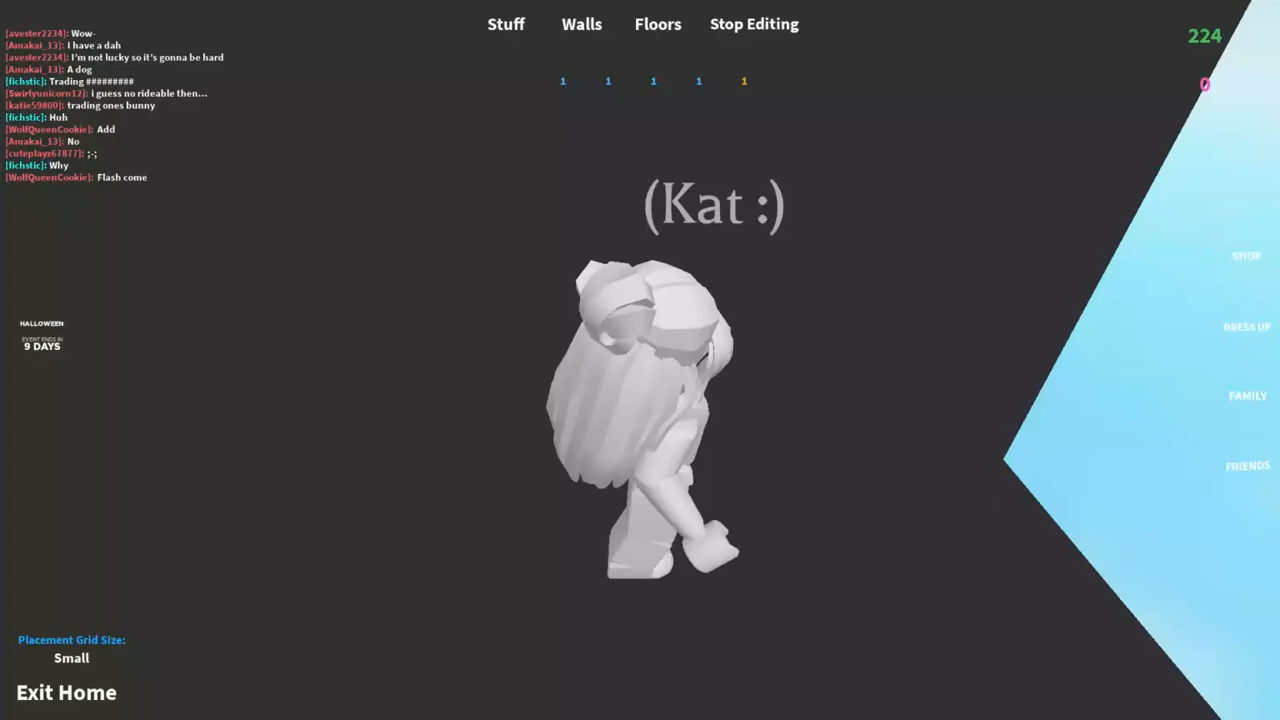 Stuff Walls Floors Stop Editing
224
[avester2234]: Wow-
[Amakai_13]: I have a dah
[avester2234]: I'm not lucky so it's gonna be hard
[Amakai_13]: A dog
[fichstic]: Trading #########
[Swirlyunicorn12]: i guess no rideable then...
[katie59800]: trading ones bunny
[fichstic]: Huh
[WolfQueenCookie]: Add
[Amakai_13]: No
[cuteplayz67877]: ;-;
[fichstic]: Why
[WolfQueenCookie]: Flash come
1 1 1 1 1
0
(Kat :)
SHOP
HALLOWEEN
EVENT ENDS IN
9 DAYS
DRESS UP
FAMILY
FRIENDS
Placement Grid Size:
Small
Exit Home